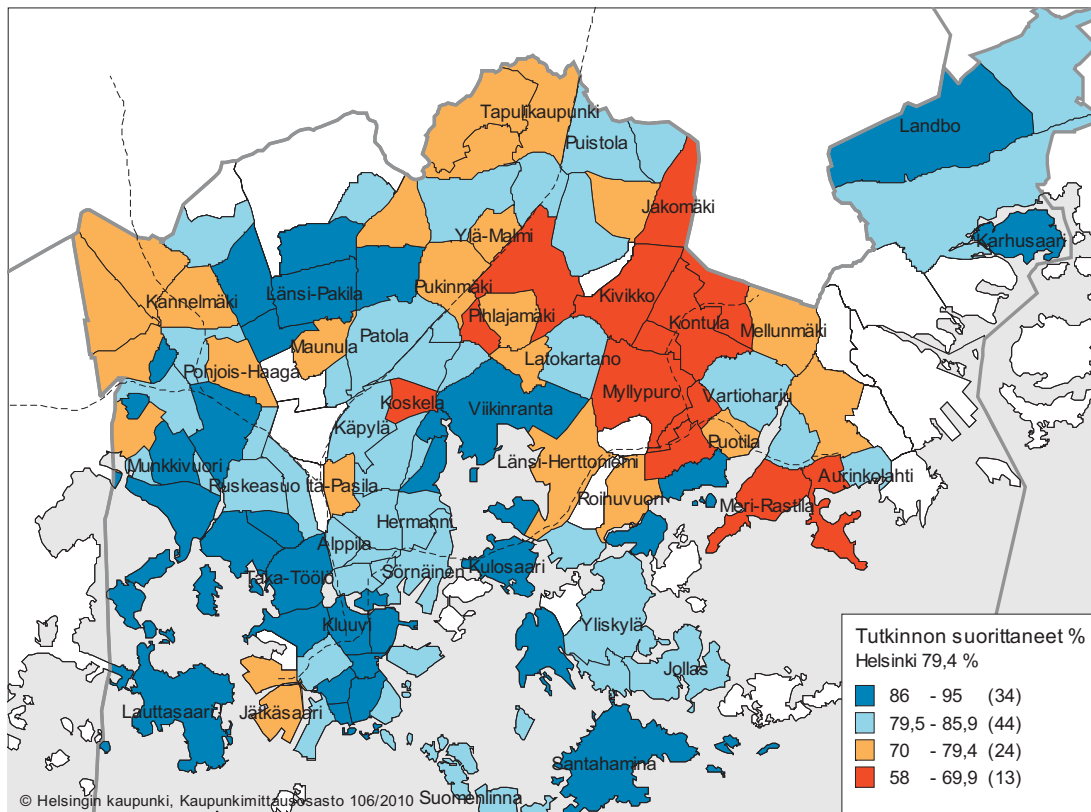 Tapulikaupunki
Puistola
Landbo
Jakomäki
Ylä-Malmi
Karhusaari
Kannelmäki
Länsi-Pakila
Pukinmäki
Kivikko
Pihlajamäki
Kontula
Mellunmäki
Patola
Maunula
Latokartano
Pohjois-Haaga
Koskela
Viikinranta
Myllypuro
Vartioharju
Käpylä
Puotila
Munkkivuori
Länsi-Herttoniemi
Aurinkolahti
Ruskeasuo
Itä-Pasila
Roihuvuori
Meri-Rastila
Hermanni
Alppila
Sörnäinen
Kulosaari
Taka-Töölö
Kluuvi
Yliskylä
Jollas
Lauttasaari
Jätkäsaari
Santahamina
Suomenlinna
Tutkinnon suorittaneet %
Helsinki 79,4 %
86 - 95 (34)
79,5 - 85,9 (44)
70 - 79,4 (24)
58 - 69,9 (13)
© Helsingin kaupunki, Kaupunkimittausosasto 106/2010